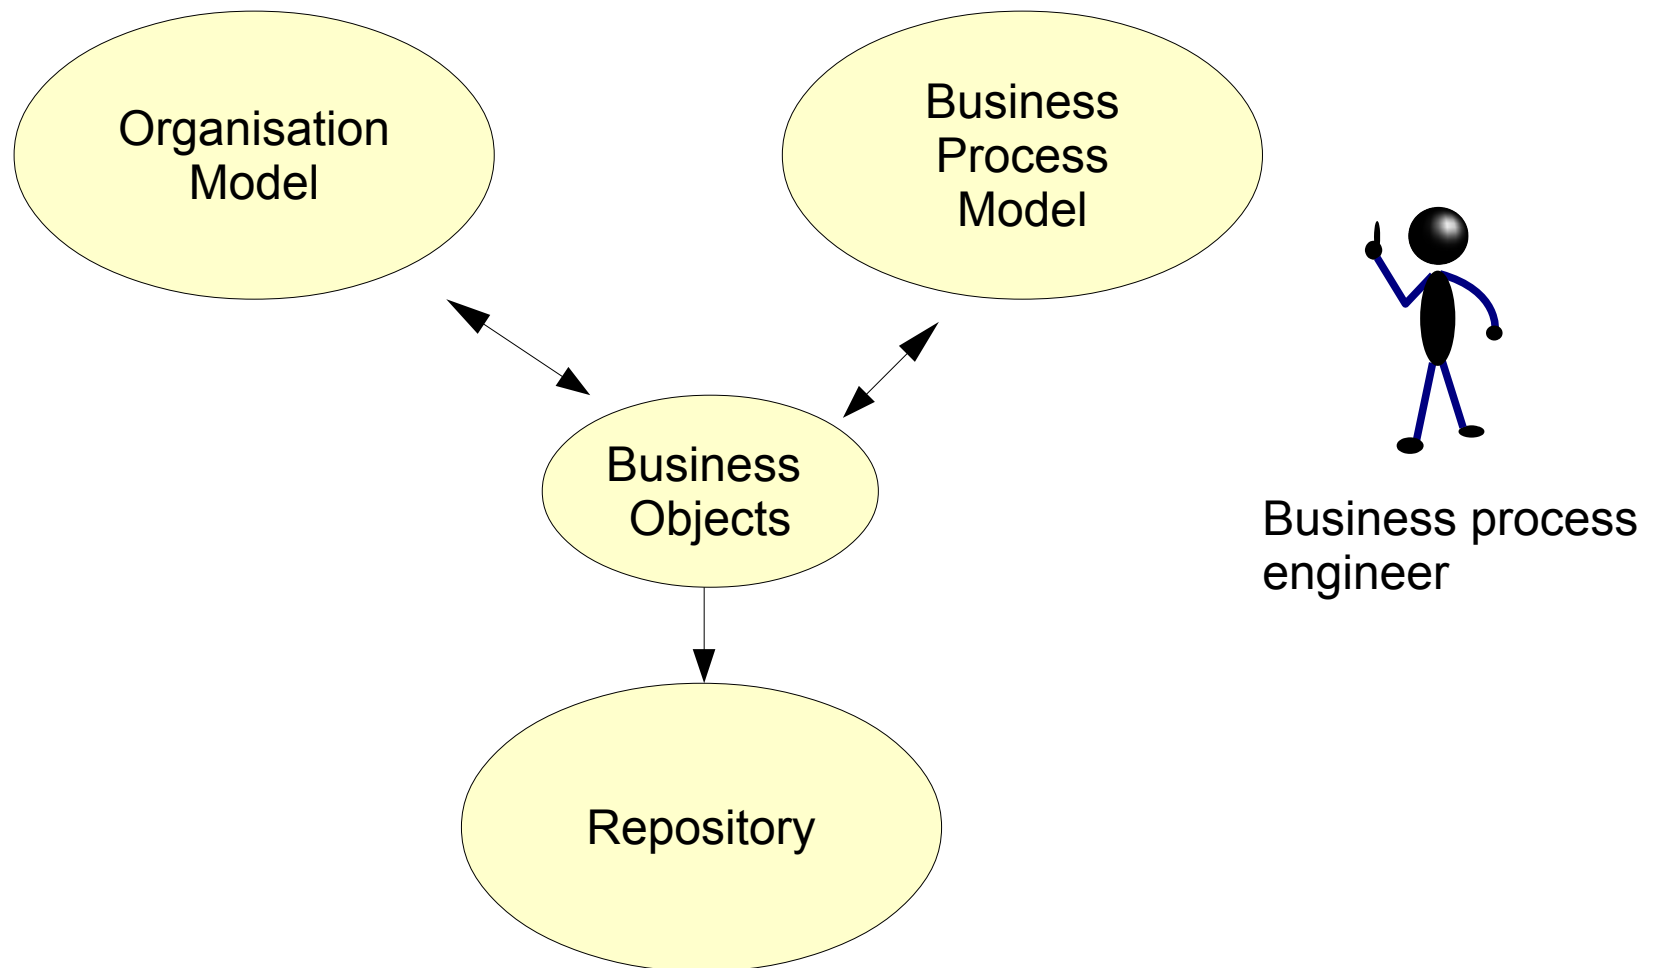 Organisation
Model
Business
Process
Model
Business
Objects
Business process
engineer
Repository